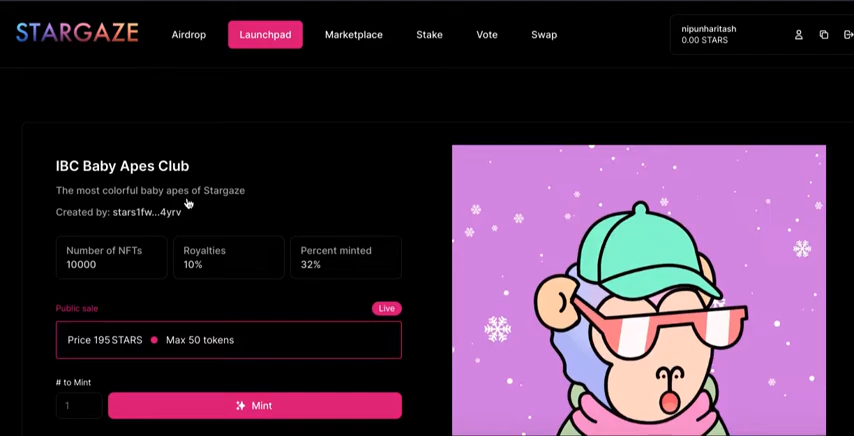 STARGAZE Airdrop Launchpad Marketplace Stake Vote Swap nipunharitash
0.00 STARS
IBC Baby Apes Club
The most colorful baby apes of Stargaze
Created by: stars1fw...4yrv
Number of NFTs Royalties Percent minted
10000 10% 32%
Public sale Live
Price 195 STARS Max 50 tokens
# to Mint
1 Mint